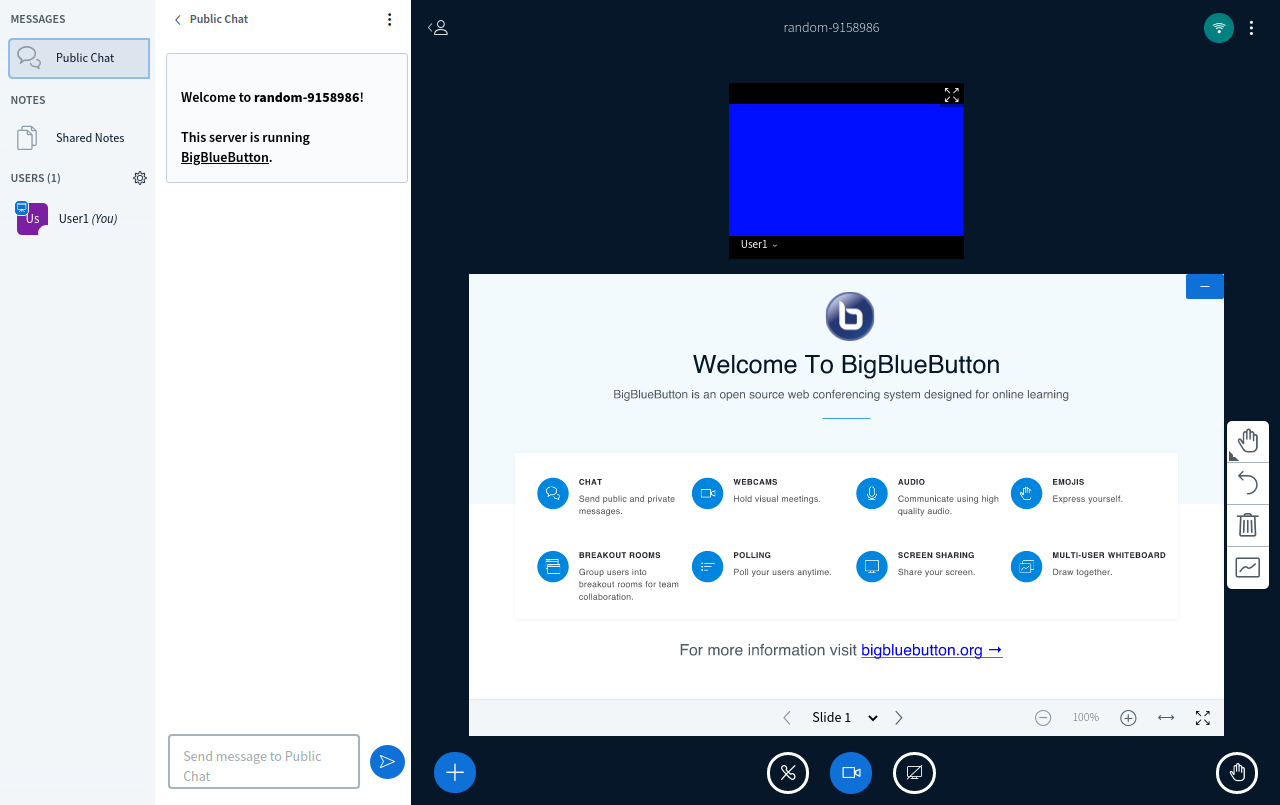 MESSAGES
Public Chat
NOTES
Shared Notes
USERS (1)
Us
User1 (You)
Public Chat
Welcome to random-9158986!
This server is running
BigBlueButton.
Send message to Public
Chat
random-9158986
User1
Welcome To BigBlueButton
BigBlueButton is an open source web conferencing system designed for online learning
CHAT
Send public and private
messages.
WEBCAMS
Hold visual meetings.
AUDIO
Communicate using high
quality audio.
EMOJIS
Express yourself.
BREAKOUT ROOMS
Group users into
breakout rooms for team
collaboration.
POLLING
Poll your users anytime.
SCREEN SHARING
Share your screen.
MULTI-USER WHITEBOARD
Draw together.
For more information visit bigbluebutton.org →
Slide 1
100%